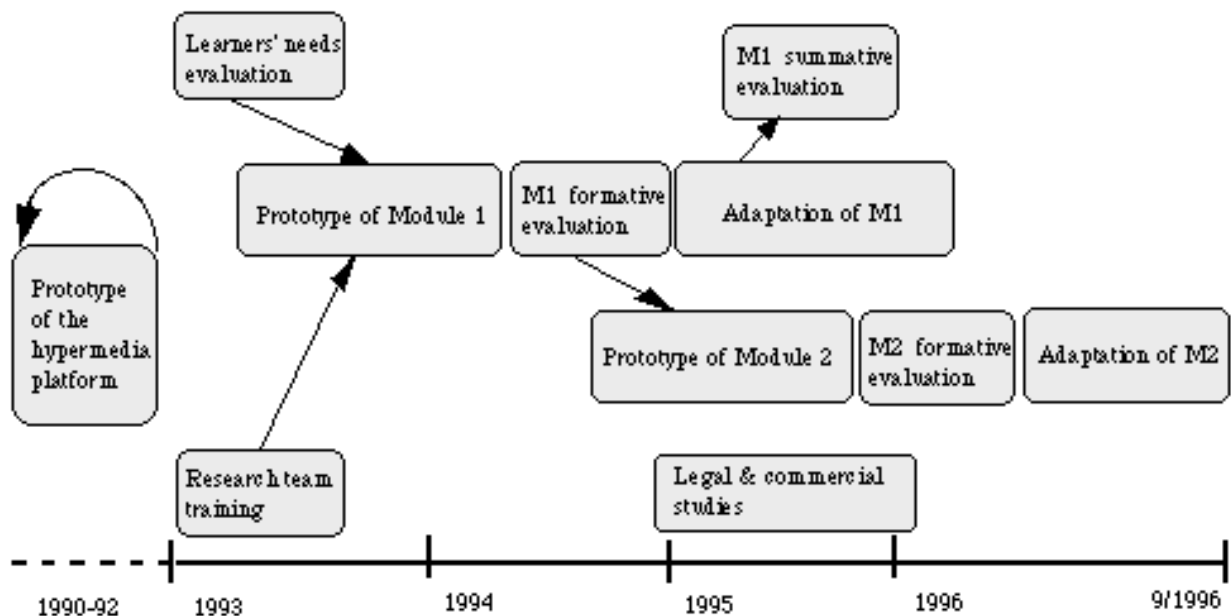 Learners' needs
evaluation
M1 summative
evaluation
Prototype of Module 1
M1 formative
evaluation
Adaptation of M1
Prototype
of the
hypermedia
platform
Prototype of Module 2
M2 formative
evaluation
Adaptation of M2
Research team
training
Legal & commercial
studies
1990-92
1993
1994
1995
1996
9/1996